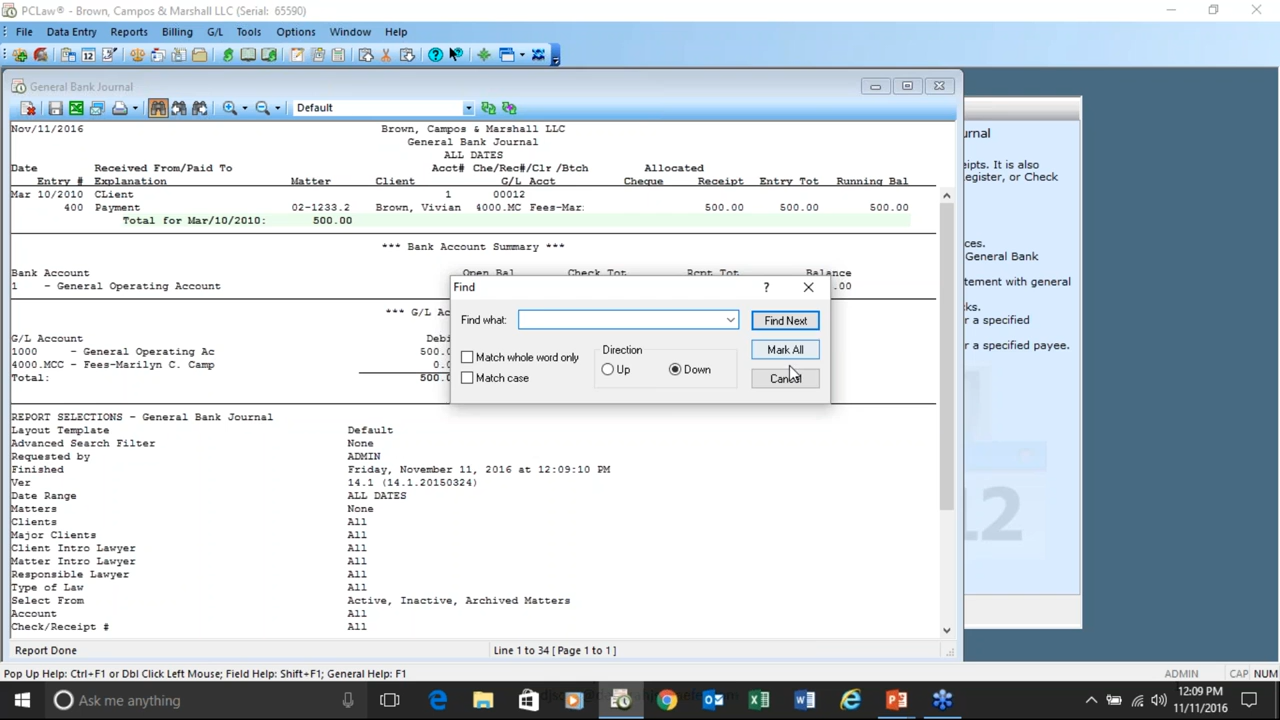 PCLaw® - Brown, Campos & Marshall LLC (Serial: 65590)
File Data Entry Reports Billing G/L Tools Options Window Help
General Bank Journal
Default
Nov/11/2016 Brown, Campos & Marshall LLC
General Bank Journal
ALL DATES
Date Received From/Paid To Acct# Che/Rec#/Clr /Btch Allocated
Entry # Explanation Matter Client G/L Acct Cheque Receipt Entry Tot Running Bal
Mar 10/2010 CLient 1 00012
400 Payment 02-1233.2 Brown, Vivian 4000.MC Fees-Mar: 500.00 500.00 500.00
Total for Mar/10/2010: 500.00
*** Bank Account Summary ***
Bank Account Open Bal Check Tot Rcpt Tot Balance
1 - General Operating Account .00
*** G/L Ac
G/L Account Debi
1000 - General Operating Ac 500.
4000.MCC - Fees-Marilyn C. Camp 0.
Total: 500.
Find
?
Find what:
Find Next
Match whole word only
Match case
Direction
Up Down
Mark All
Cancel
REPORT SELECTIONS - General Bank Journal
Layout Template Default
Advanced Search Filter None
Requested by ADMIN
Finished Friday, November 11, 2016 at 12:09:10 PM
Ver 14.1 (14.1.20150324)
Date Range ALL DATES
Matters None
Clients All
Major Clients All
Client Intro Lawyer All
Matter Intro Lawyer All
Responsible Lawyer All
Type of Law All
Select From Active, Inactive, Archived Matters
Account All
Check/Receipt # All
Report Done Line 1 to 34 [ Page 1 to 1 ]
urnal
eipts. It is also
egister, or Check
ces.
General Bank
tement with general
ks.
r a specified
r a specified payee.
12
Pop Up Help: Ctrl+F1 or Dbl Click Left Mouse; Field Help: Shift+F1; General Help: F1 ADMIN CAP NUM
Ask me anything
12:09 PM
11/11/2016